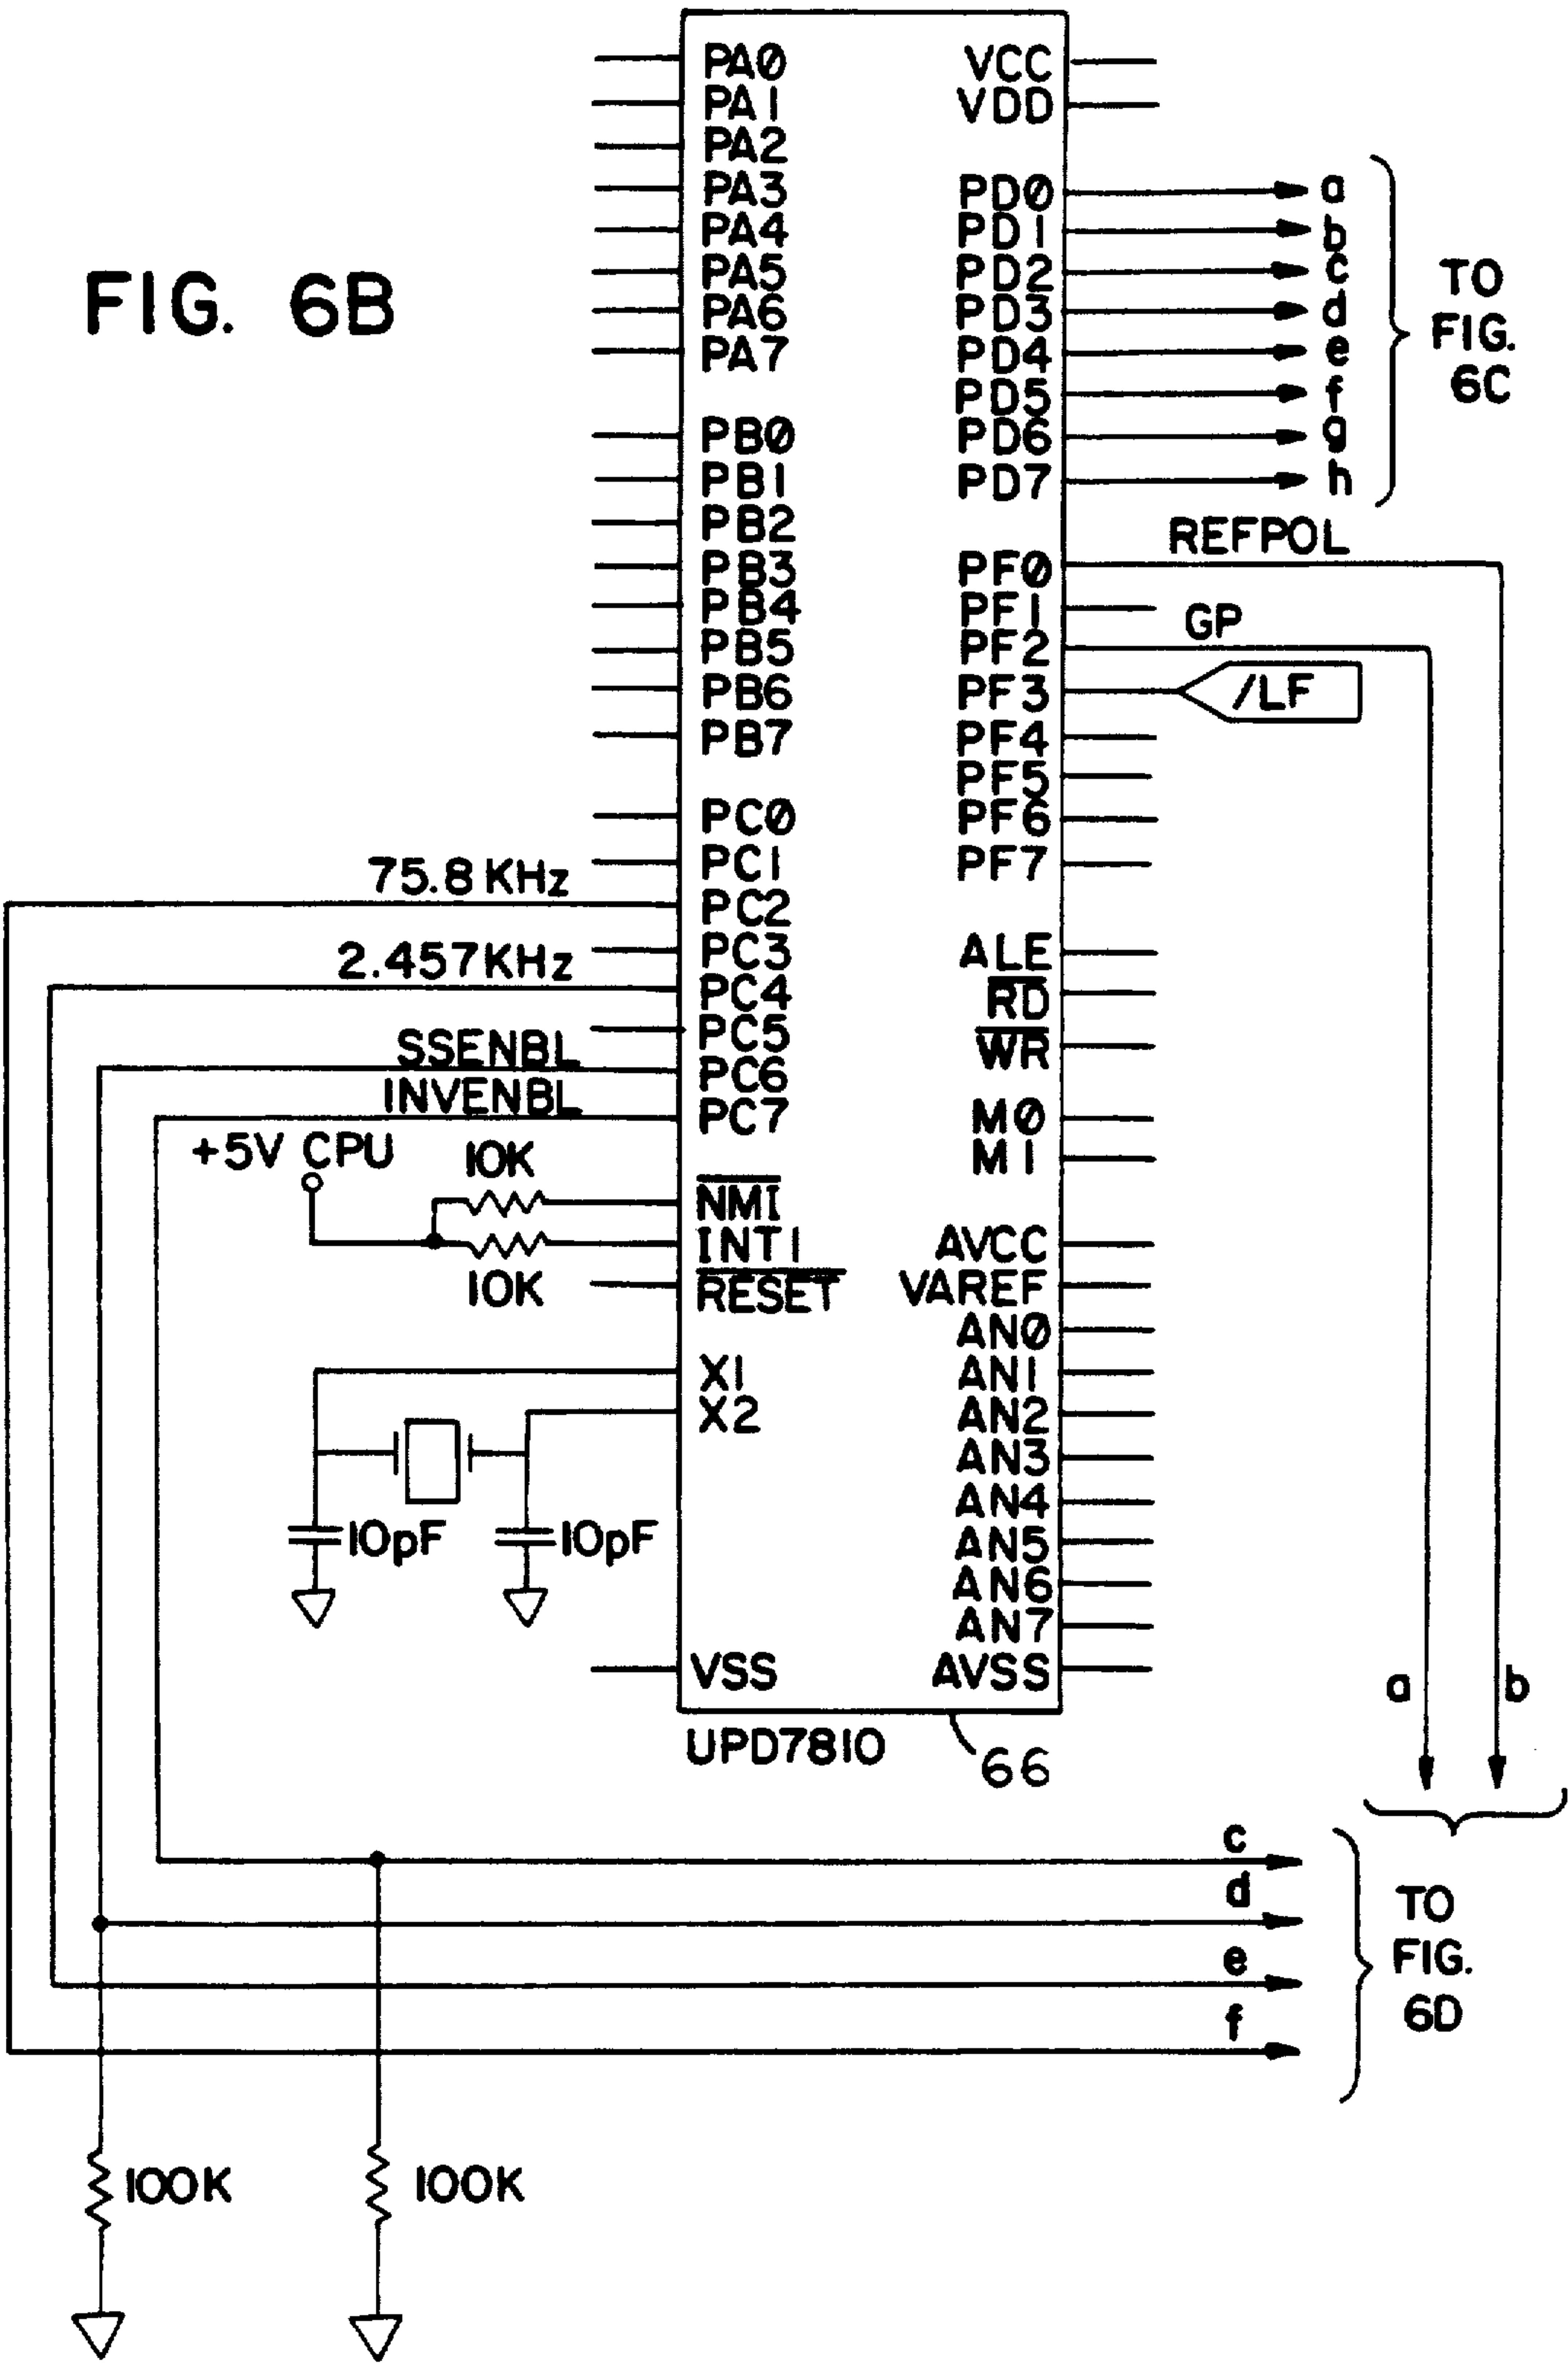 FIG. 6B
PA0
PA1
PA2
PA3
PA4
PA5
PA6
PA7
PB0
PB1
PB2
PB3
PB4
PB5
PB6
PB7
PC0
PC1
75.8 KHz
PC2
PC3
2.457KHz
PC4
PC5
SSENBL
PC6
INVENBL
PC7
+5V CPU
10K
NMI
INT1
10K
RESET
X1
X2
10pF
10pF
VSS
VCC
VDD
PD0
a
PD1
b
PD2
c
PD3
d
PD4
e
PD5
f
PD6
g
PD7
h
TO
FIG.
6C
REFPOL
PF0
PF1
GP
PF2
PF3
/LF
PF4
PF5
PF6
PF7
ALE
RD
WR
M0
M1
AVCC
VAREF
AN0
AN1
AN2
AN3
AN4
AN5
AN6
AN7
AVSS
a
b
UPD7810
66
c
d
e
f
TO
FIG.
6D
100K
100K